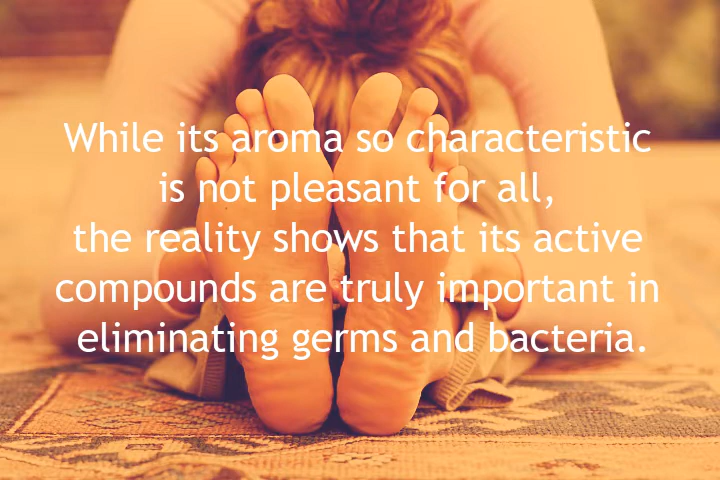 While its aroma so characteristic
is not pleasant for all,
the reality shows that its active
compounds are truly important in
eliminating germs and bacteria.